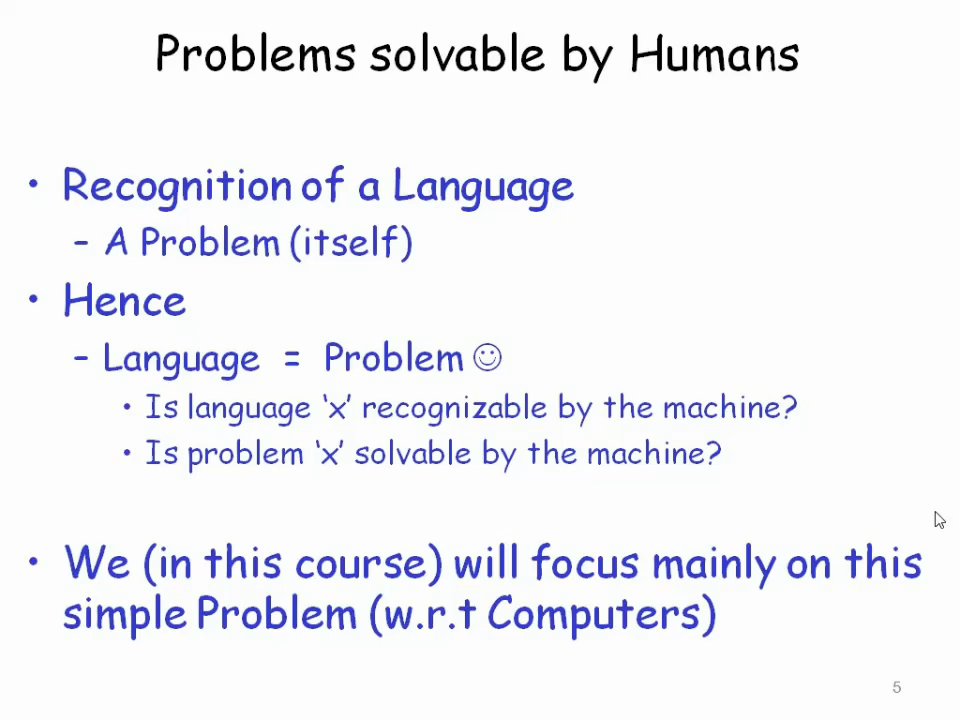 Problems solvable by Humans
• Recognition of a Language
– A Problem (itself)
• Hence
– Language = Problem ☺
• Is language ‘x’ recognizable by the machine?
• Is problem ‘x’ solvable by the machine?
• We (in this course) will focus mainly on this
simple Problem (w.r.t Computers)
5